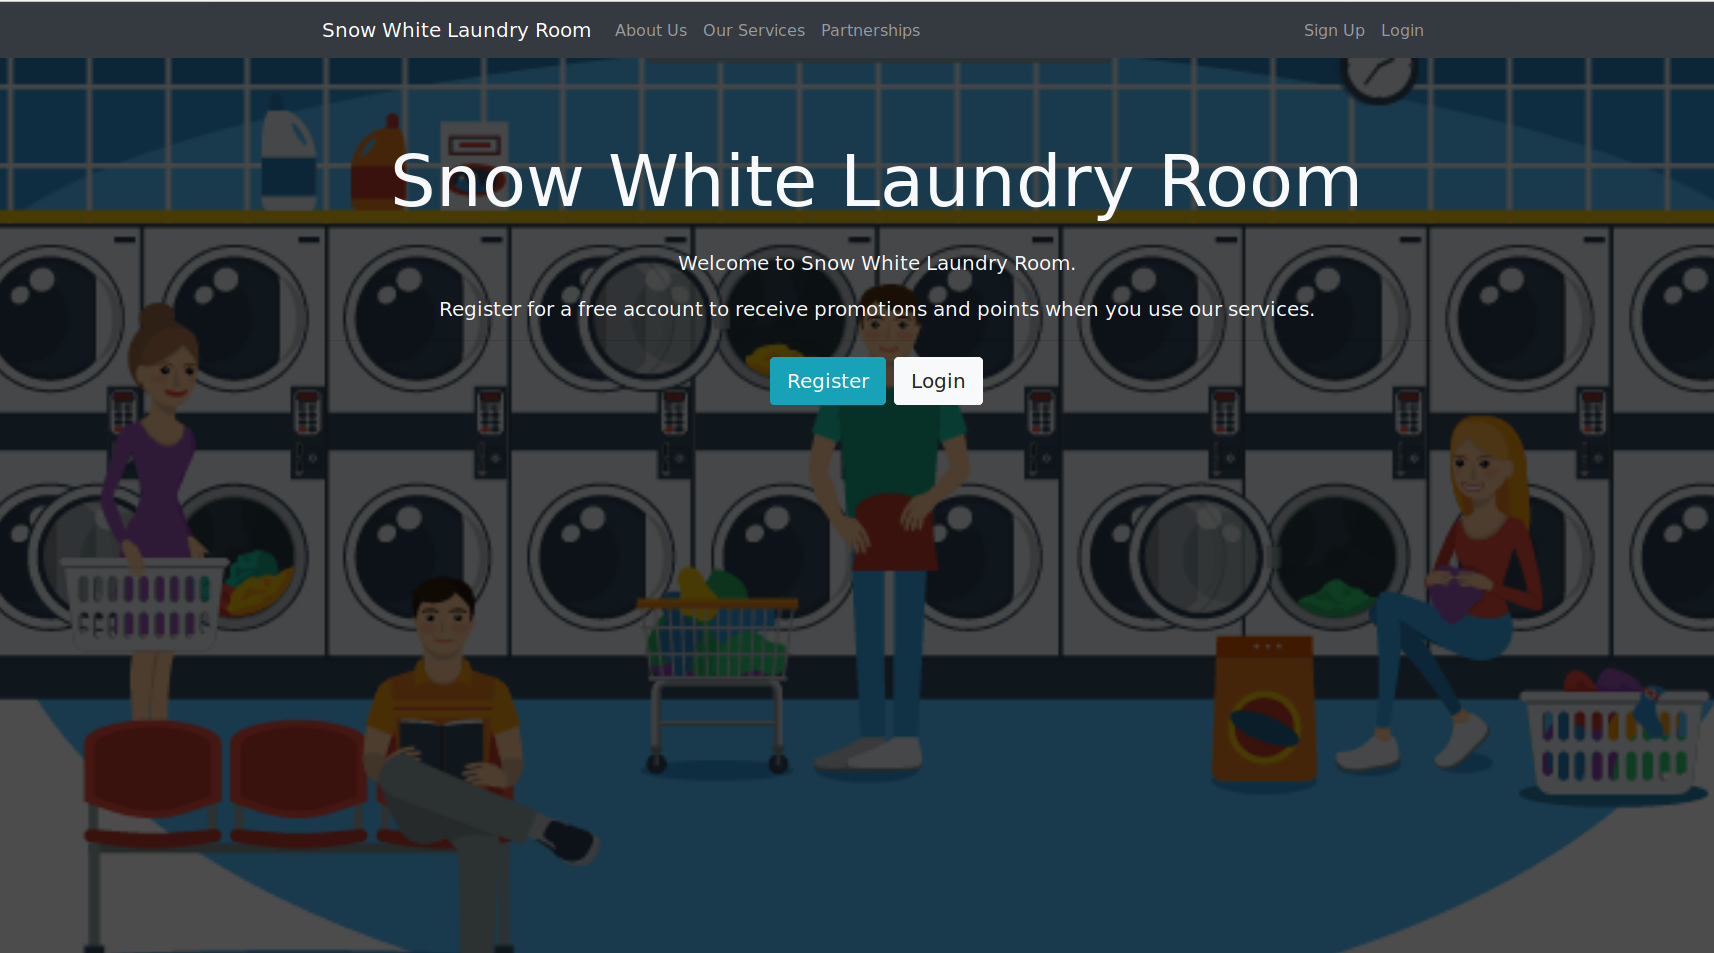 Snow White Laundry Room About Us Our Services Partnerships Sign Up Login
Snow White Laundry Room
Welcome to Snow White Laundry Room.
Register for a free account to receive promotions and points when you use our services.
Register Login